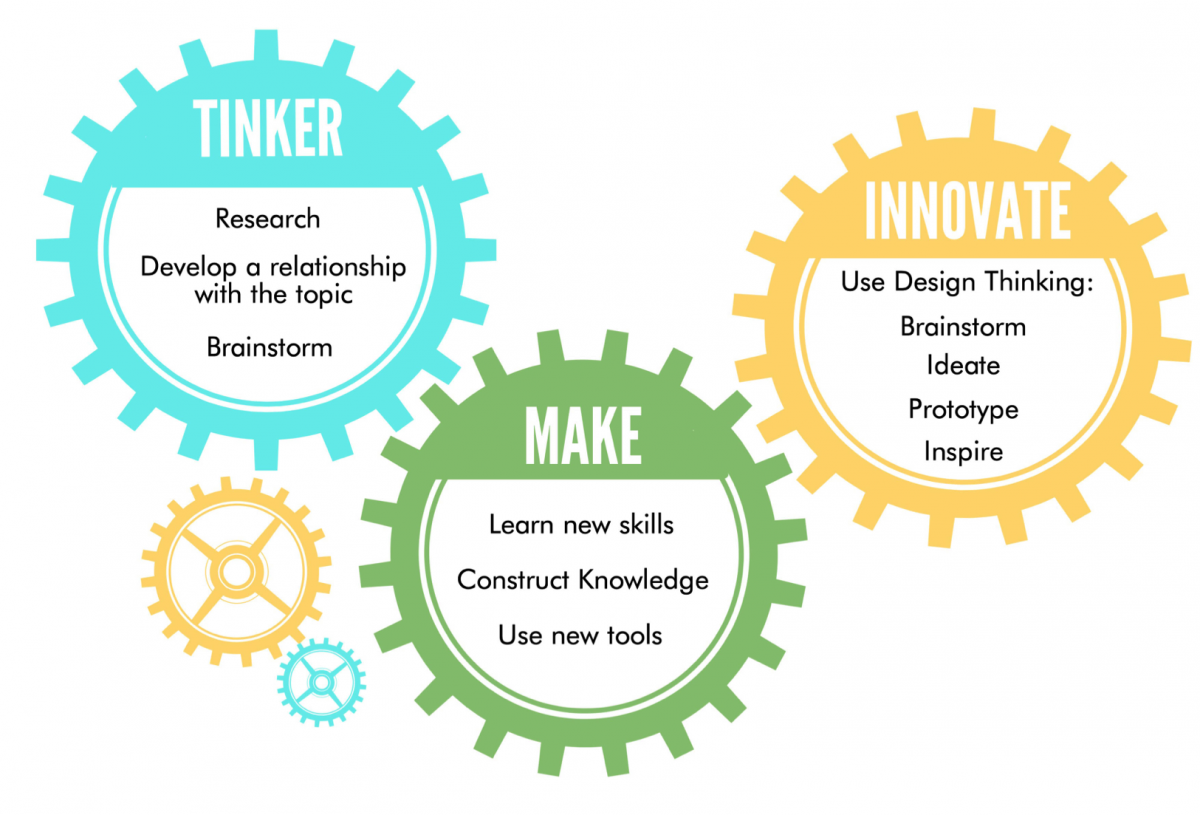 TINKER
Research
Develop a relationship
with the topic
Brainstorm
MAKE
Learn new skills
Construct Knowledge
Use new tools
INNOVATE
Use Design Thinking:
Brainstorm
Ideate
Prototype
Inspire